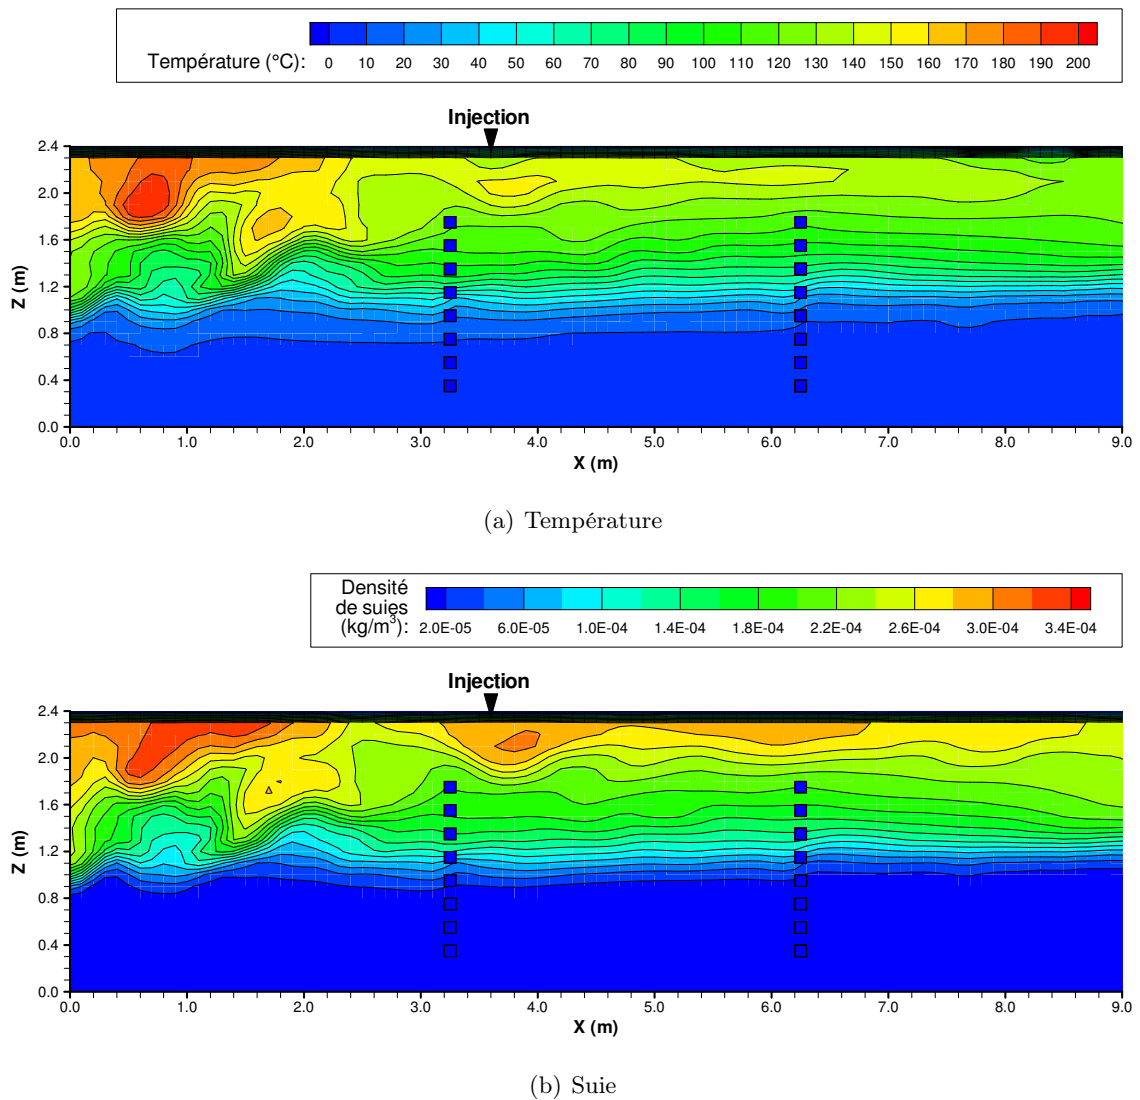 Température (°C): 0 10 20 30 40 50 60 70 80 90 100 110 120 130 140 150 160 170 180 190 200
Injection
2.4
2.0
1.6
1.2
0.8
0.4
0.0
Z (m)
0.0 1.0 2.0 3.0 4.0 5.0 6.0 7.0 8.0 9.0
X (m)
(a) Température
Densité
de suies
(kg/m³): 2.0E-05 6.0E-05 1.0E-04 1.4E-04 1.8E-04 2.2E-04 2.6E-04 3.0E-04 3.4E-04
Injection
2.4
2.0
1.6
1.2
0.8
0.4
0.0
Z (m)
0.0 1.0 2.0 3.0 4.0 5.0 6.0 7.0 8.0 9.0
X (m)
(b) Suie